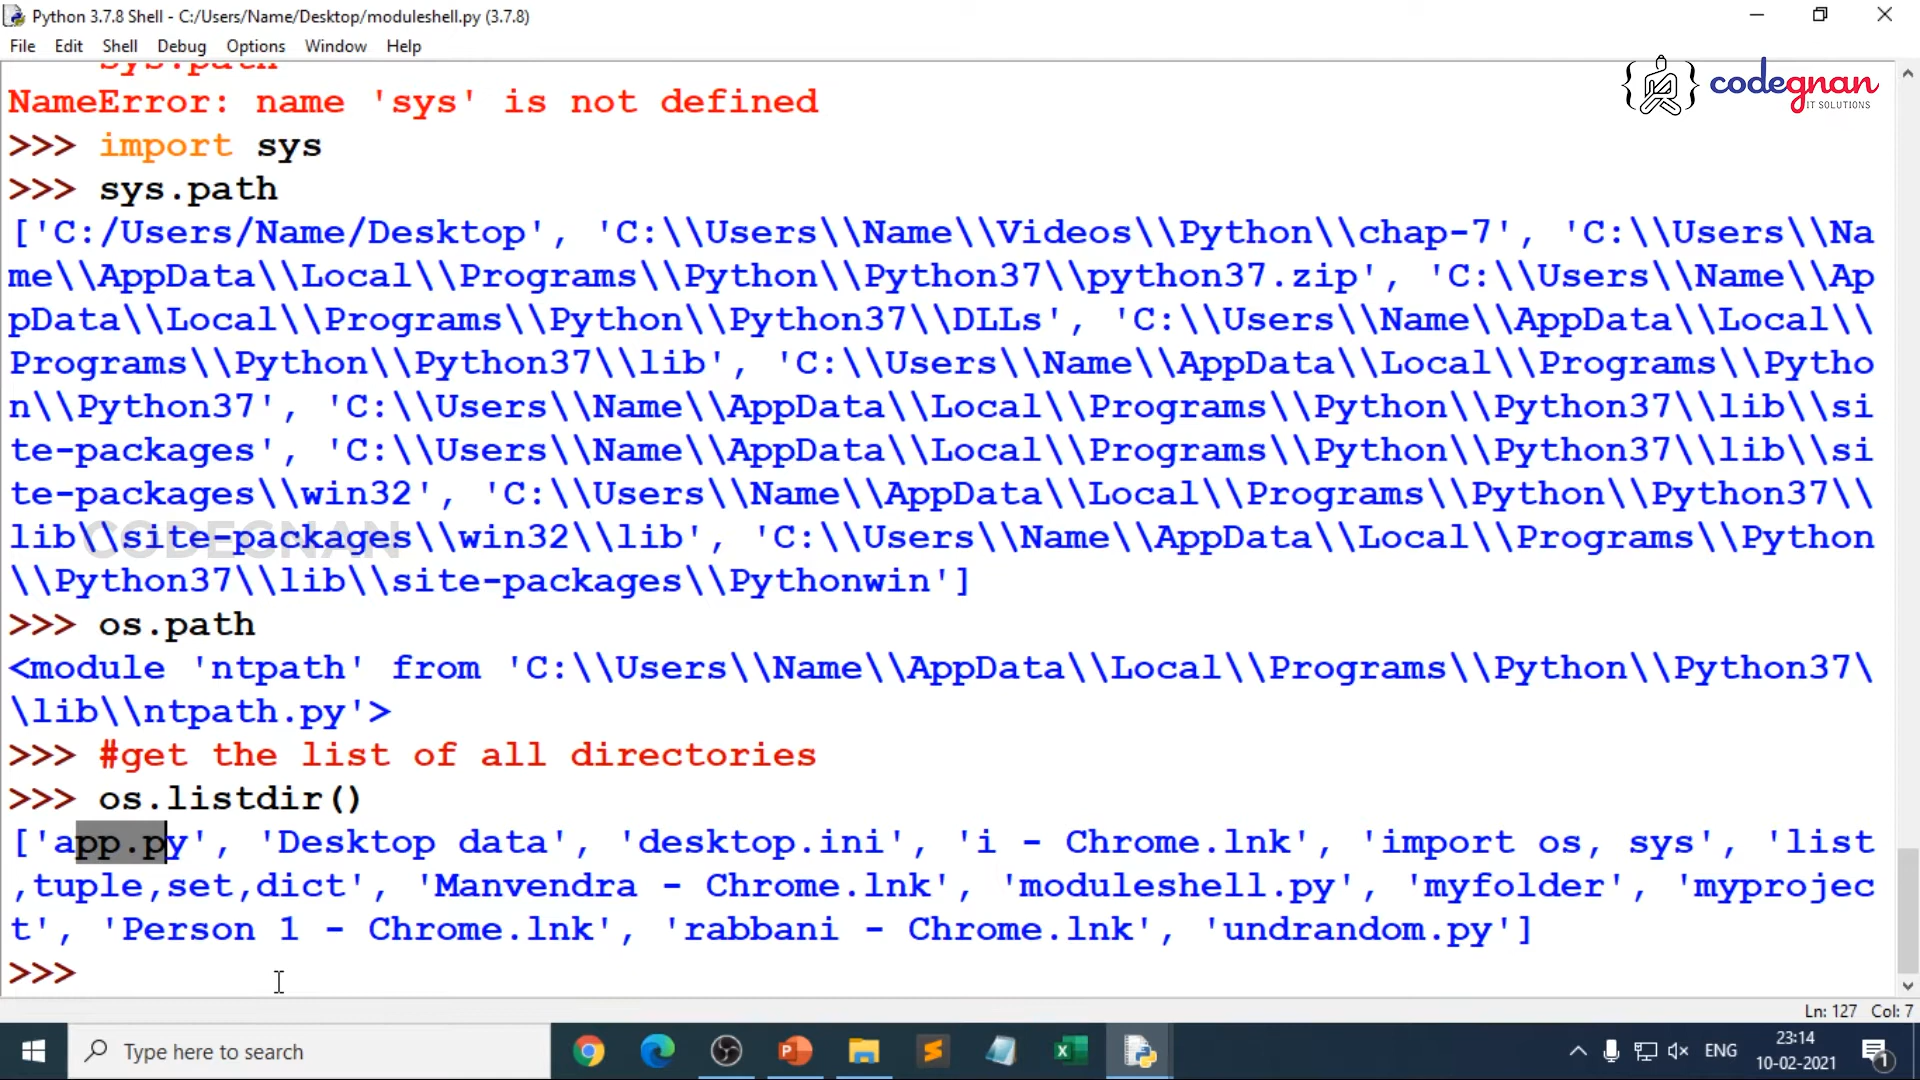 Python 3.7.8 Shell - C:/Users/Name/Desktop/moduleshell.py (3.7.8)
File Edit Shell Debug Options Window Help
codegnan
IT SOLUTIONS
sys.path
NameError: name 'sys' is not defined
>>> import sys
>>> sys.path
['C:/Users/Name/Desktop', 'C:\\Users\\Name\\Videos\\Python\\chap-7', 'C:\\Users\\Na
me\\AppData\\Local\\Programs\\Python\\Python37\\python37.zip', 'C:\\Users\\Name\\Ap
pData\\Local\\Programs\\Python\\Python37\\DLLs', 'C:\\Users\\Name\\AppData\\Local\\
Programs\\Python\\Python37\\lib', 'C:\\Users\\Name\\AppData\\Local\\Programs\\Pytho
n\\Python37', 'C:\\Users\\Name\\AppData\\Local\\Programs\\Python\\Python37\\lib\\si
te-packages', 'C:\\Users\\Name\\AppData\\Local\\Programs\\Python\\Python37\\lib\\si
te-packages\\win32', 'C:\\Users\\Name\\AppData\\Local\\Programs\\Python\\Python37\\
lib\\site-packages\\win32\\lib', 'C:\\Users\\Name\\AppData\\Local\\Programs\\Python
\\Python37\\lib\\site-packages\\Pythonwin']
CODEGNAN
>>> os.path
<module 'ntpath' from 'C:\\Users\\Name\\AppData\\Local\\Programs\\Python\\Python37\
\lib\\ntpath.py'>
>>> #get the list of all directories
>>> os.listdir()
['app.py', 'Desktop data', 'desktop.ini', 'i - Chrome.lnk', 'import os, sys', 'list
,tuple,set,dict', 'Manvendra - Chrome.lnk', 'moduleshell.py', 'myfolder', 'myprojec
t', 'Person 1 - Chrome.lnk', 'rabbani - Chrome.lnk', 'undrandom.py']
>>>
Ln: 127 Col: 7
Type here to search
ENG
23:14
10-02-2021
1